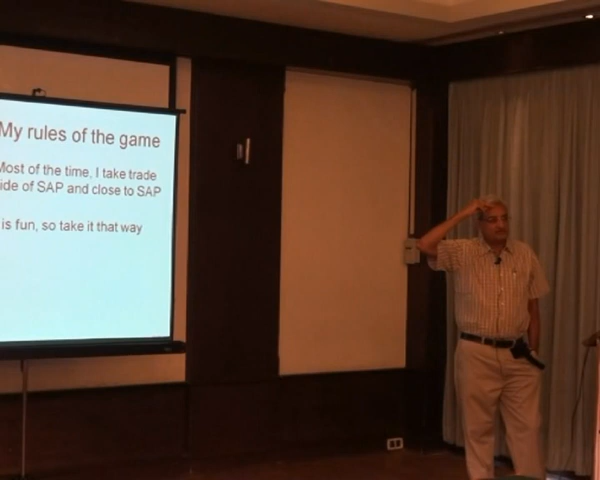 My rules of the game
Most of the time, I take trade
ide of SAP and close to SAP
is fun, so take it that way